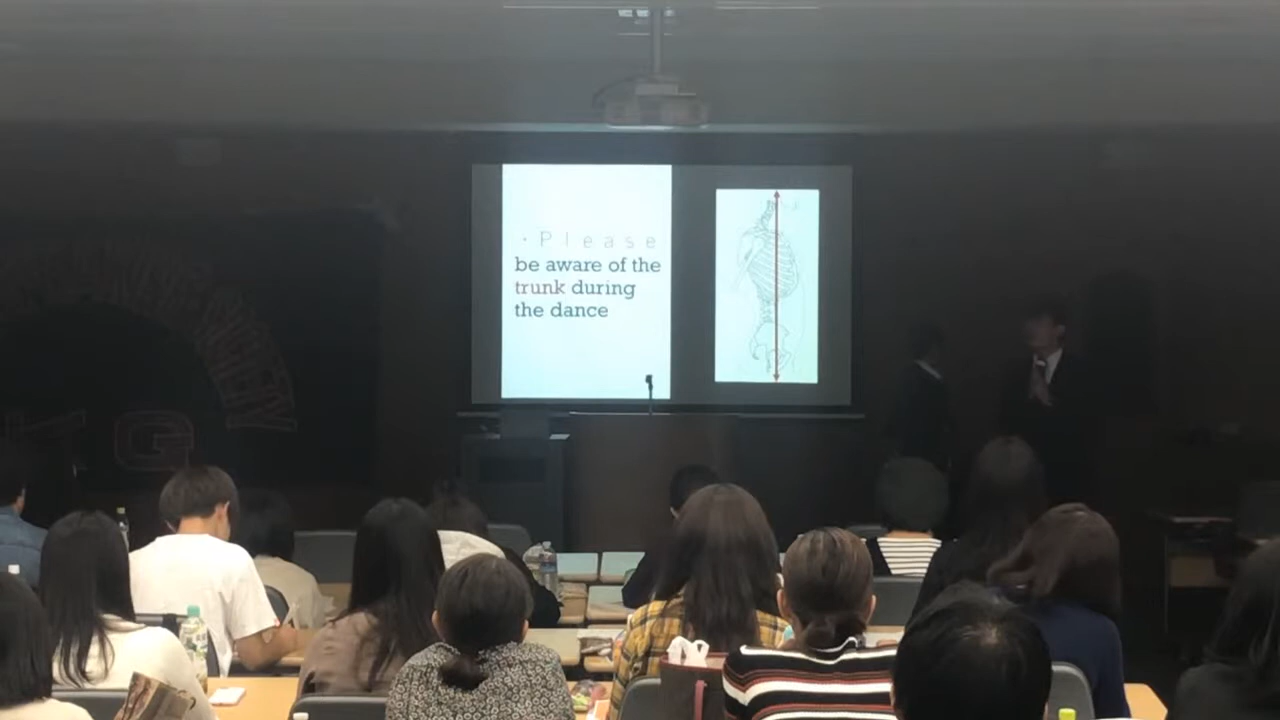 ・Please
be aware of the
trunk during
the dance
G